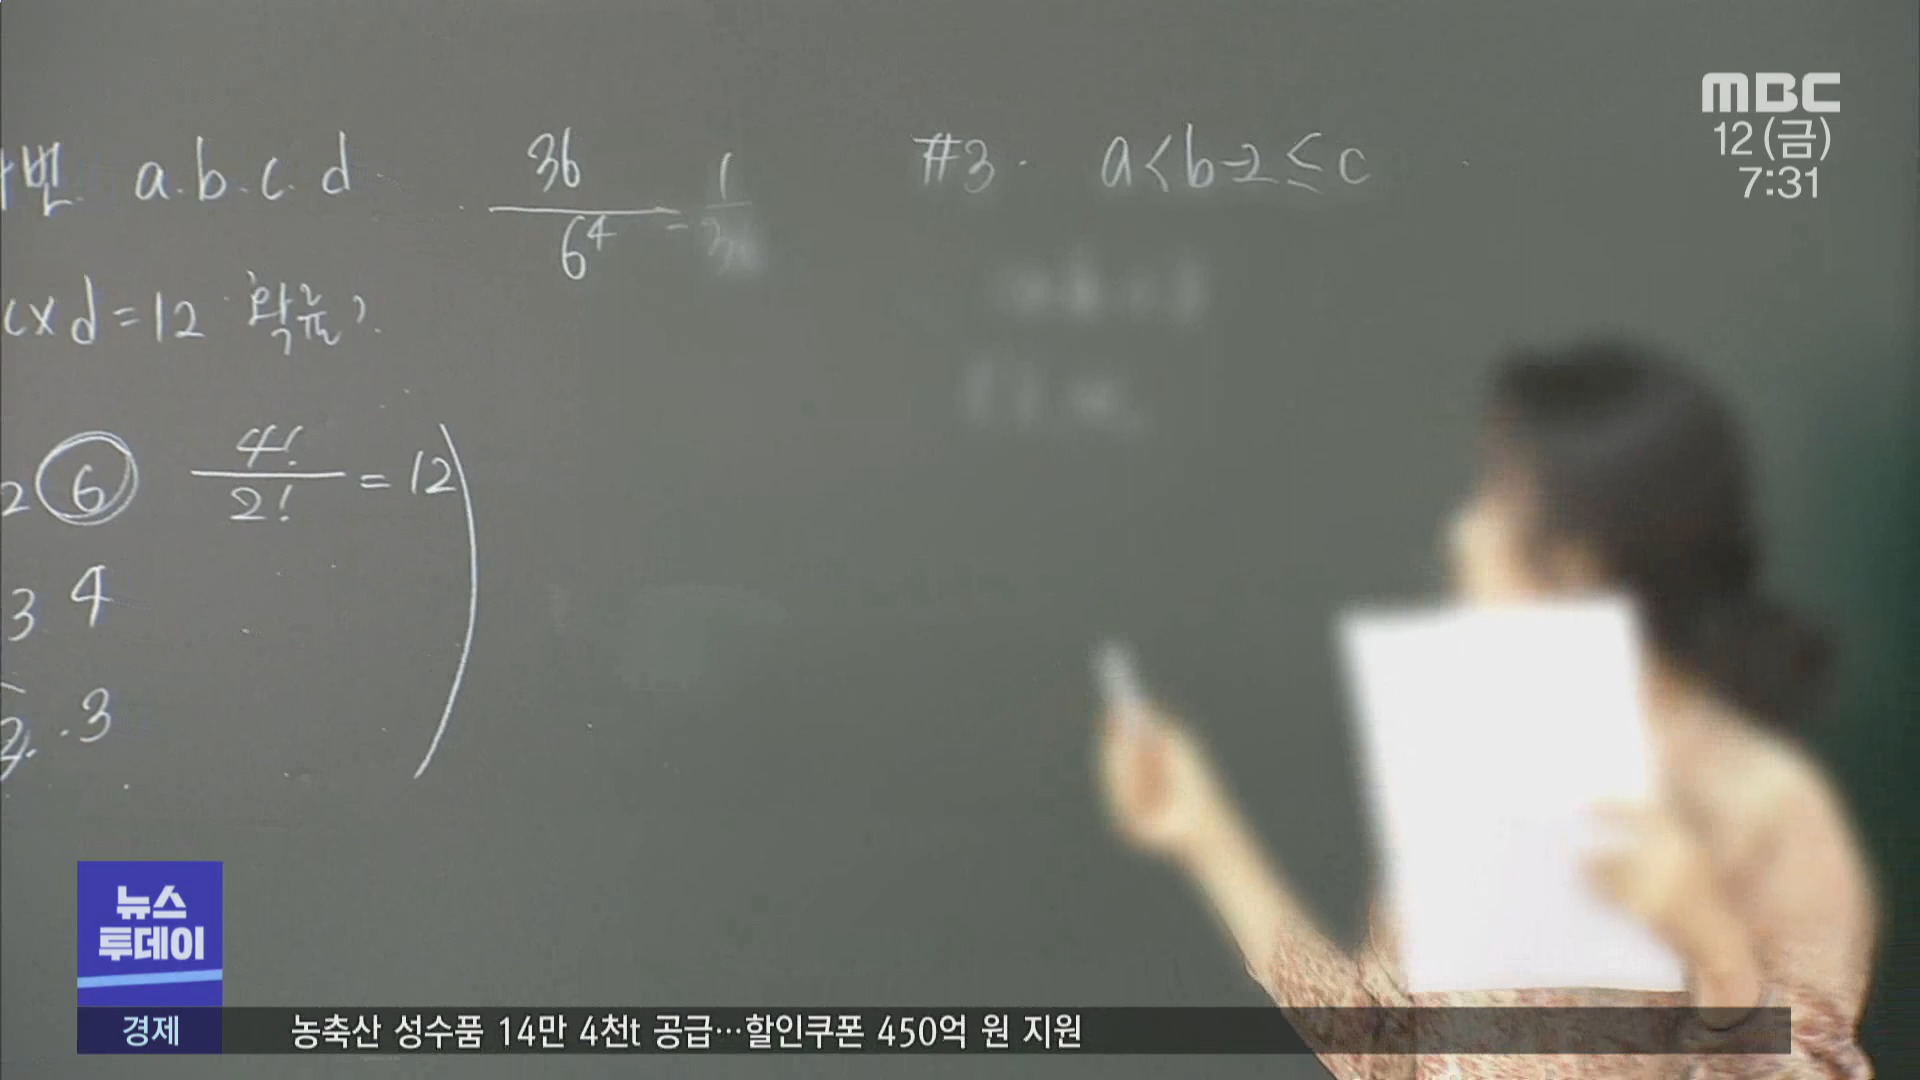 MBC
12(금)
7:31
번 a.b.c.d
36
6⁴
= 1
#3. a<b-2≤c
c×d=12 확률?
2 6 4!
2!
= 12
3 4
2. .3
뉴스
투데이
경제 농축산 성수품 14만 4천t 공급…할인쿠폰 450억 원 지원